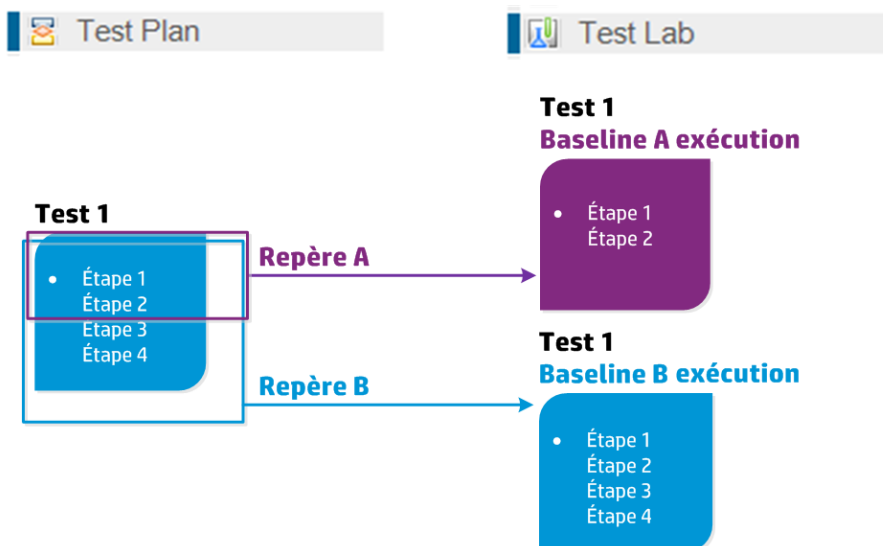 Test Plan
Test Lab
Test 1
Étape 1
Étape 2
Étape 3
Étape 4
Repère A
Repère B
Test 1
Baseline A exécution
Étape 1
Étape 2
Test 1
Baseline B exécution
Étape 1
Étape 2
Étape 3
Étape 4